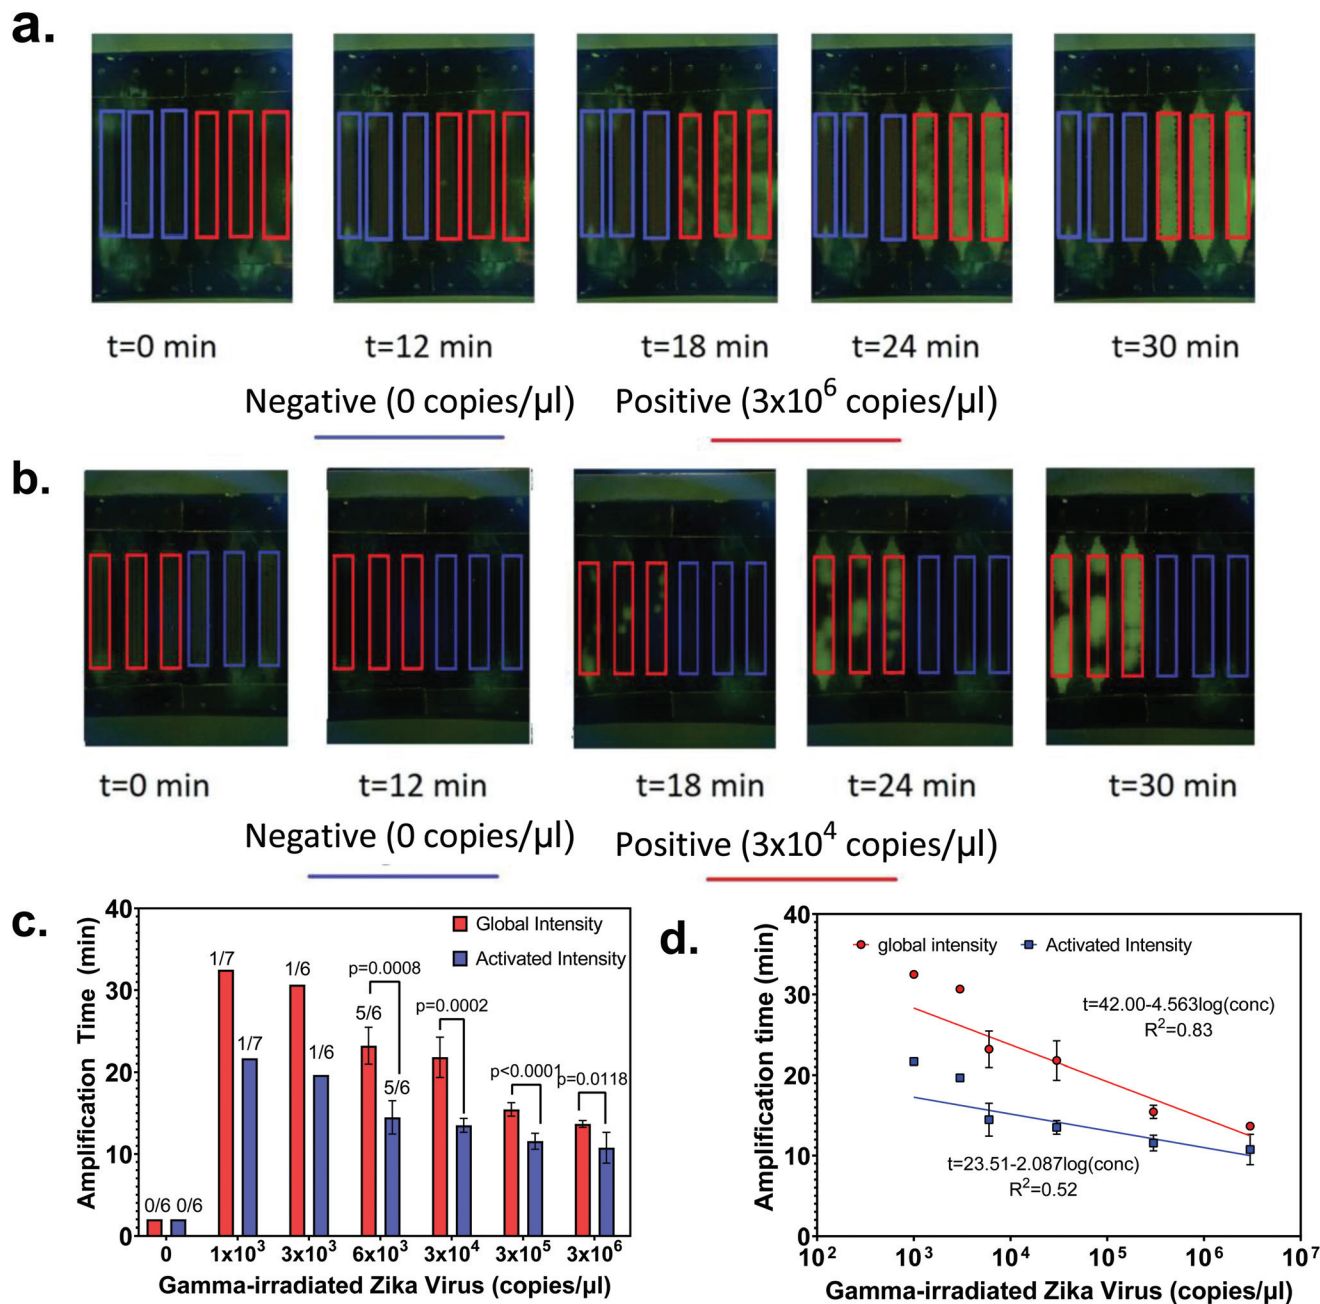 a.
t=0 min
t=12 min
t=18 min
t=24 min
t=30 min
Negative (0 copies/µl)
Positive (3x10⁶ copies/µl)
b.
t=0 min
t=12 min
t=18 min
t=24 min
t=30 min
Negative (0 copies/µl)
Positive (3x10⁴ copies/µl)
c.
Amplification Time (min)
40
30
20
10
0
Global Intensity
Activated Intensity
0/6
0/6
1/7
1/7
1/6
1/6
p=0.0008
5/6
5/6
p=0.0002
p<0.0001
p=0.0118
0
1x10³
3x10³
6x10³
3x10⁴
3x10⁵
3x10⁶
Gamma-irradiated Zika Virus (copies/µl)
d.
Amplification time (min)
40
30
20
10
0
global intensity
Activated Intensity
t=42.00-4.563log(conc)
R²=0.83
t=23.51-2.087log(conc)
R²=0.52
10²
10³
10⁴
10⁵
10⁶
10⁷
Gamma-irradiated Zika Virus (copies/µl)